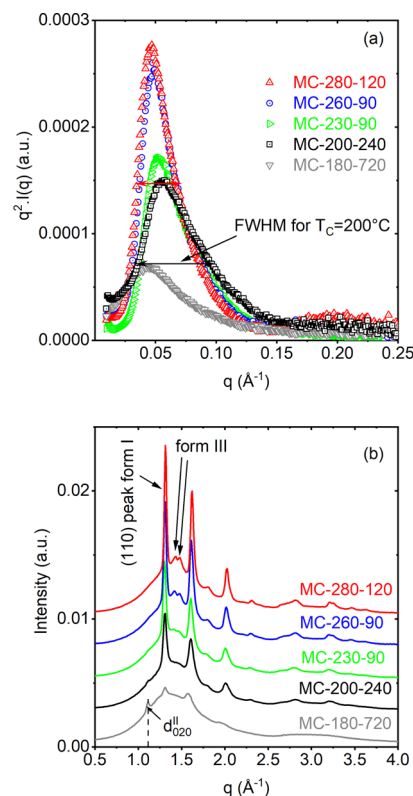 (a)
0.0003
0.0002
0.0001
0.0000
q².I(q) (a.u.)
MC-280-120
MC-260-90
MC-230-90
MC-200-240
MC-180-720
FWHM for T_C=200°C
0.05 0.10 0.15 0.20 0.25
q (Å⁻¹)
(b)
form III
(110) peak form I
0.02
0.01
0.00
Intensity (a.u.)
MC-280-120
MC-260-90
MC-230-90
MC-200-240
MC-180-720
d₀₂₀ᴵᴵ
0.5 1.0 1.5 2.0 2.5 3.0 3.5 4.0
q (Å⁻¹)